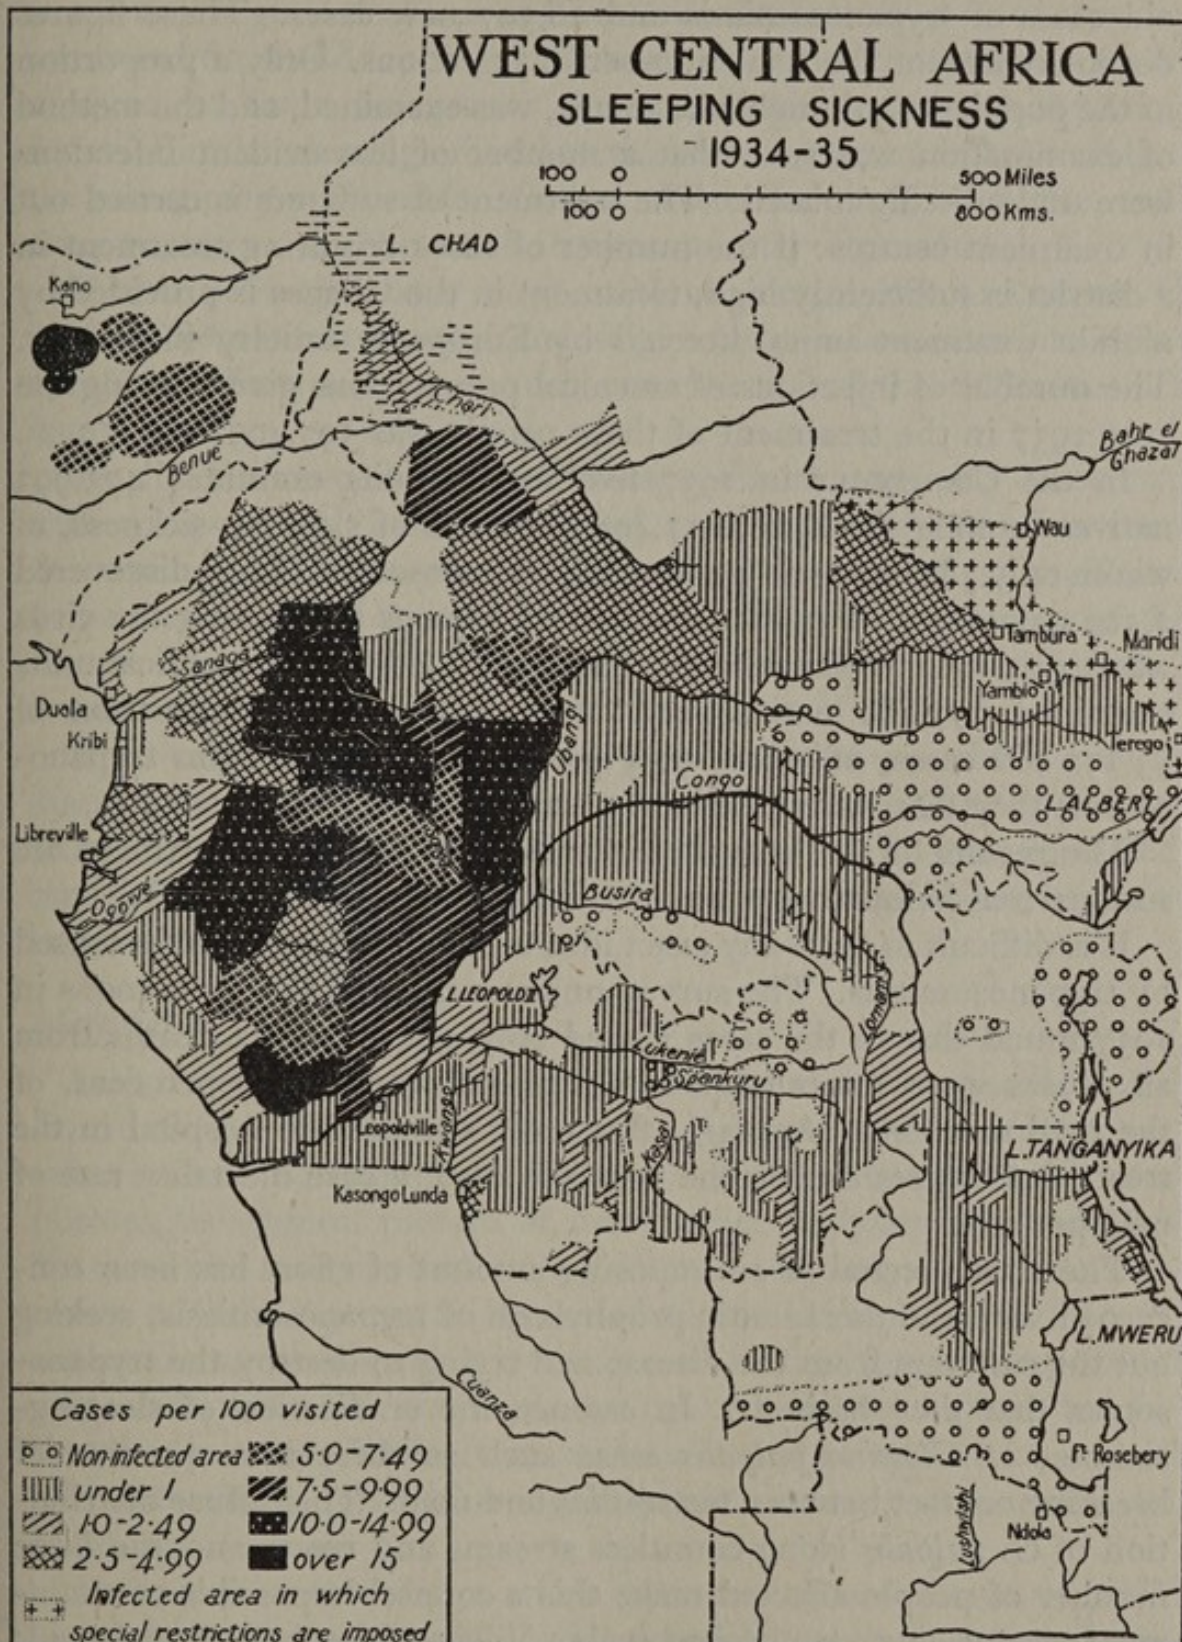 WEST CENTRAL AFRICA
SLEEPING SICKNESS
1934-35
100 0 500 Miles
100 0 800 Kms.
L. CHAD
Kano
Benue
Bahr el
Ghazal
Wau
Tambura
Maridi
Yambio
Terego
Sanaga
Duala
Kribi
Ubangi
Congo
L. ALBERT
Libreville
Ogowe
Busira
L. LEOPOLD II
Lomami
Lukenie
Sankuru
Leopoldville
Kwango
Kasai
L. TANGANYIKA
Kasongo Lunda
L. MWERU
Cuanza
Ft. Rosebery
Ndola
Cases per 100 visited
Non-infected area
5.0-7.49
under 1
7.5-9.99
1.0-2.49
10.0-14.99
2.5-4.99
over 15
Infected area in which
special restrictions are imposed